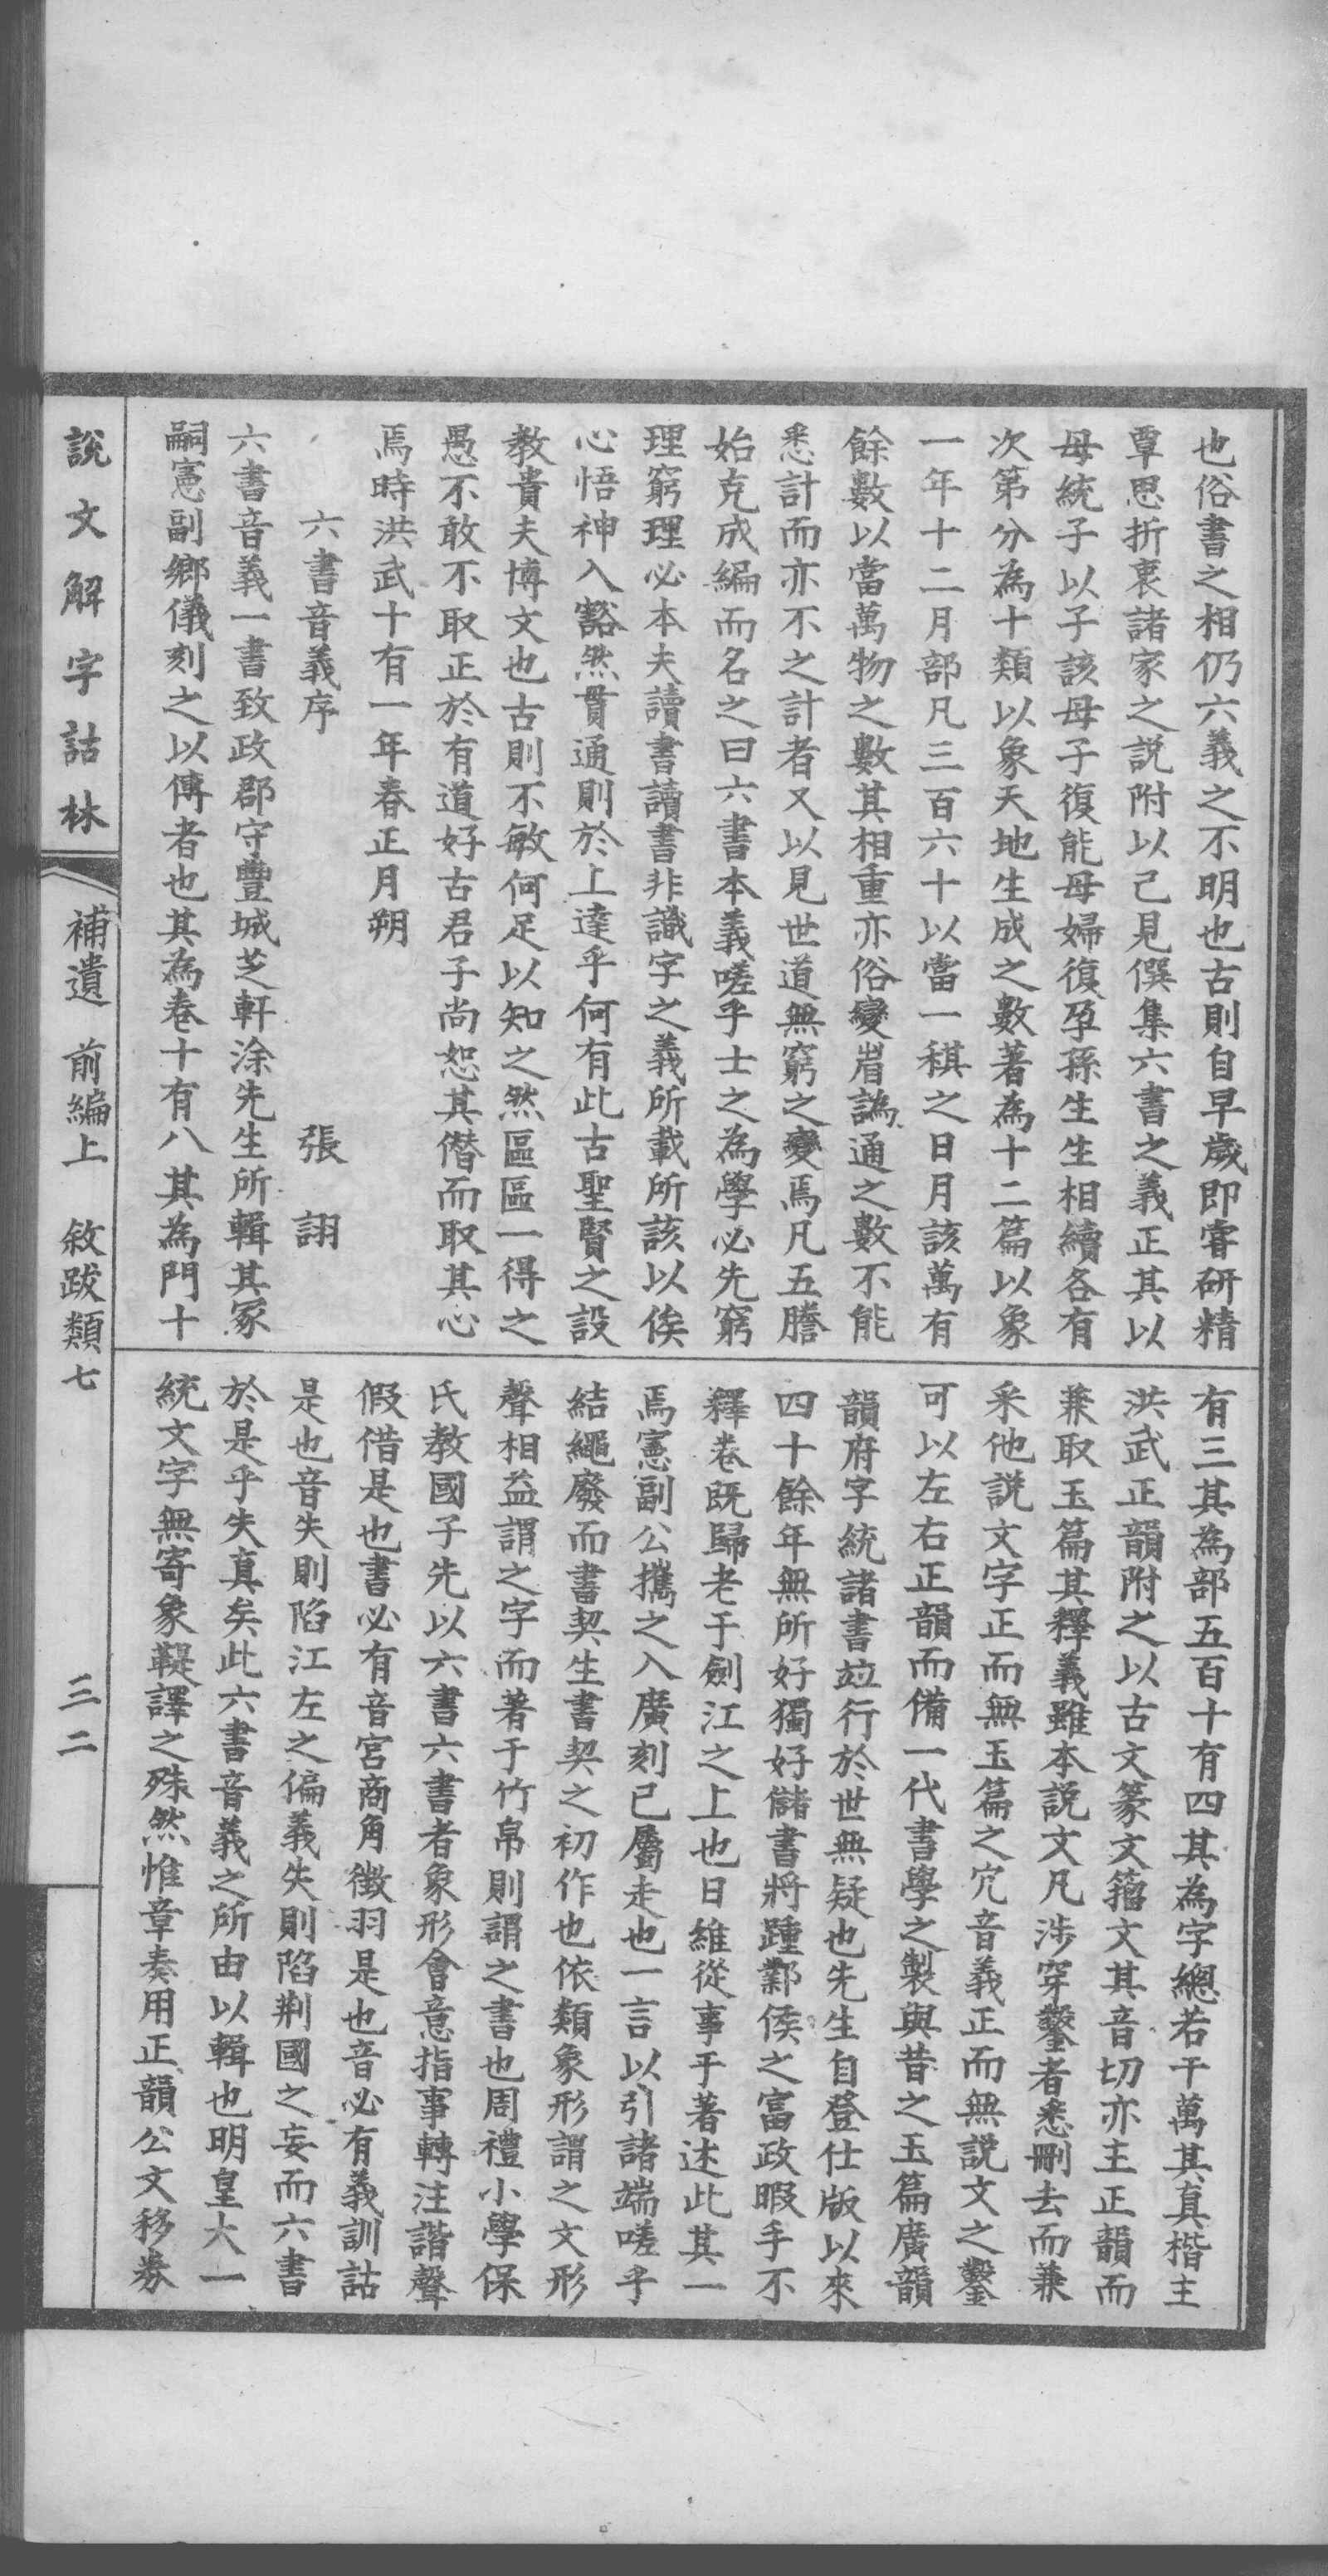 也俗書之相仍六義之不明也古則自早歲即嘗研精
覃思折衷諸家之説附以己見僎集六書之義正其以
母統子以子該母子復能母婦復孕孫生生相續各有
次第分為十類以象天地生成之數著為十二篇以象
一年十二月部凡三百六十以當一稘之日月該萬有
餘數以當萬物之數其相重亦俗變㞕譌通之數不能
悉計而亦不之計者又以見世道無窮之變焉凡五謄
始克成編而名之曰六書本義嗟乎士之為學必先窮
理窮理必本夫讀書讀書非識字之義所載所該以俟
心悟神入豁然貫通則於上達乎何有此古聖賢之設
教貴夫博文也古則不敏何足以知之然區區一得之
愚不敢不取正於有道好古君子尚恕其僭而取其心
焉時洪武十有一年春正月朔
六書音義序　張　詡
六書音義一書致政郡守豐城芝軒涂先生所輯其冢
嗣憲副鄉儀刻之以傳者也其為卷十有八其為門十
有三其為部五百十有四其為字總若干萬其真楷主
洪武正韻附之以古文篆文籀文其音切亦主正韻而
兼取玉篇其釋義雖本説文凡涉穿鑿者悉刪去而兼
采他説文字正而無玉篇之宂音義正而無説文之鑿
可以左右正韻而備一代書學之製與昔之玉篇廣韻
韻府字統諸書竝行於世無疑也先生自登仕版以來
四十餘年無所好獨好儲書將踵鄴侯之富政暇手不
釋卷既歸老于劍江之上也日維從事于著述此其一
焉憲副公攜之入廣刻已屬走也一言以引諸端嗟乎
結繩廢而書契生書契之初作也依類象形謂之文形
聲相益謂之字而著于竹帛則謂之書也周禮小學保
氏教國子先以六書六書者象形會意指事轉注諧聲
假借是也書必有音宮商角徵羽是也音必有義訓詁
是也音失則陷江左之偏義失則陷荆國之妄而六書
於是乎失真矣此六書音義之所由以輯也明皇大一
統文字無寄象鞮譯之殊然惟章奏用正韻公文移劵
説文解字詁林
補遺　前編上　敘跋類七
三二